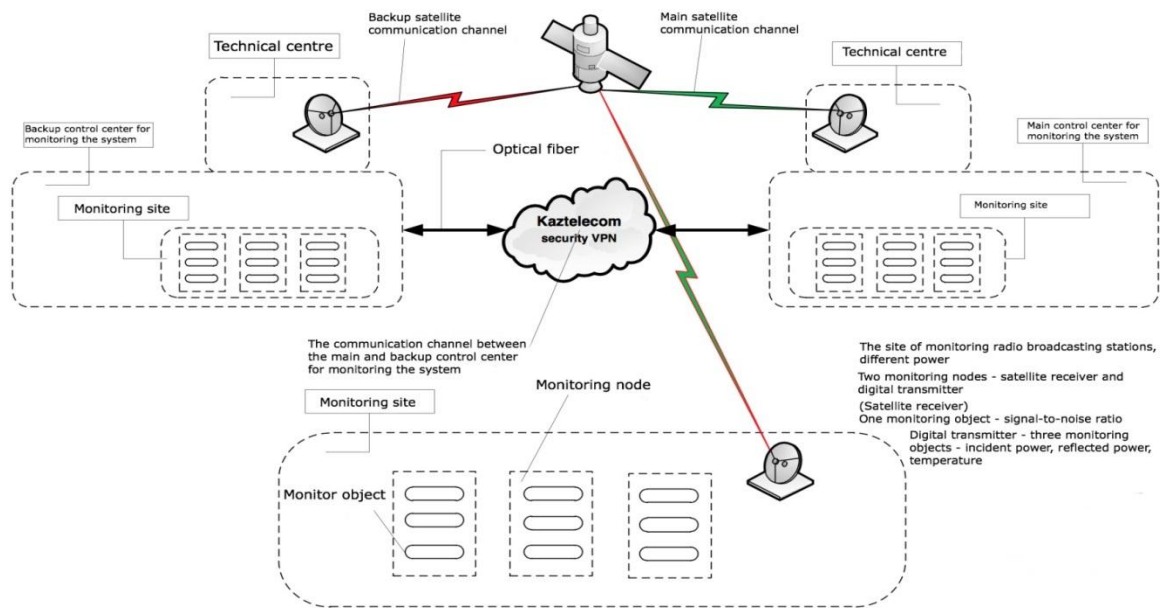 Backup satellite
communication channel
Main satellite
communication channel
Technical centre
Technical centre
Backup control center for
monitoring the system
Main control center for
monitoring the system
Optical fiber
Monitoring site
Kaztelecom
security VPN
Monitoring site
The communication channel between
the main and backup control center
for monitoring the system
Monitoring node
Monitoring site
Monitor object
The site of monitoring radio broadcasting stations,
different power
Two monitoring nodes - satellite receiver and
digital transmitter
(Satellite receiver)
One monitoring object - signal-to-noise ratio
Digital transmitter - three monitoring
objects - incident power, reflected power,
temperature